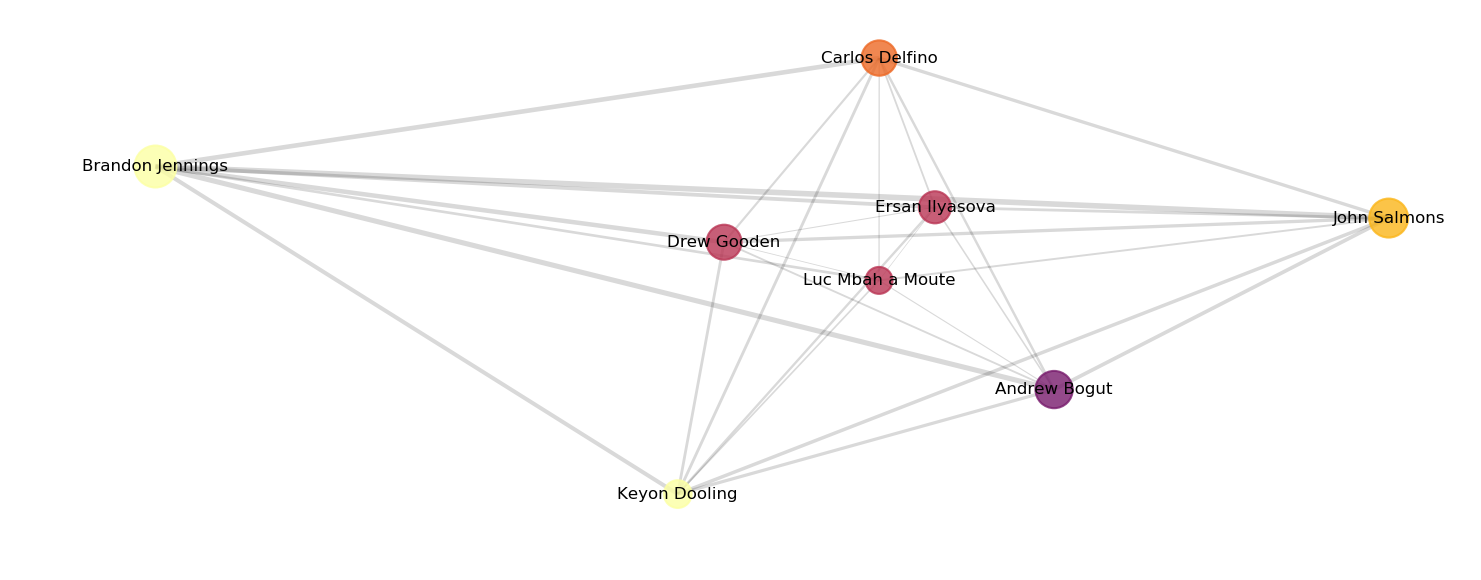 Carlos Delfino
Brandon Jennings
Ersan Ilyasova
John Salmons
Drew Gooden
Luc Mbah a Moute
Andrew Bogut
Keyon Dooling